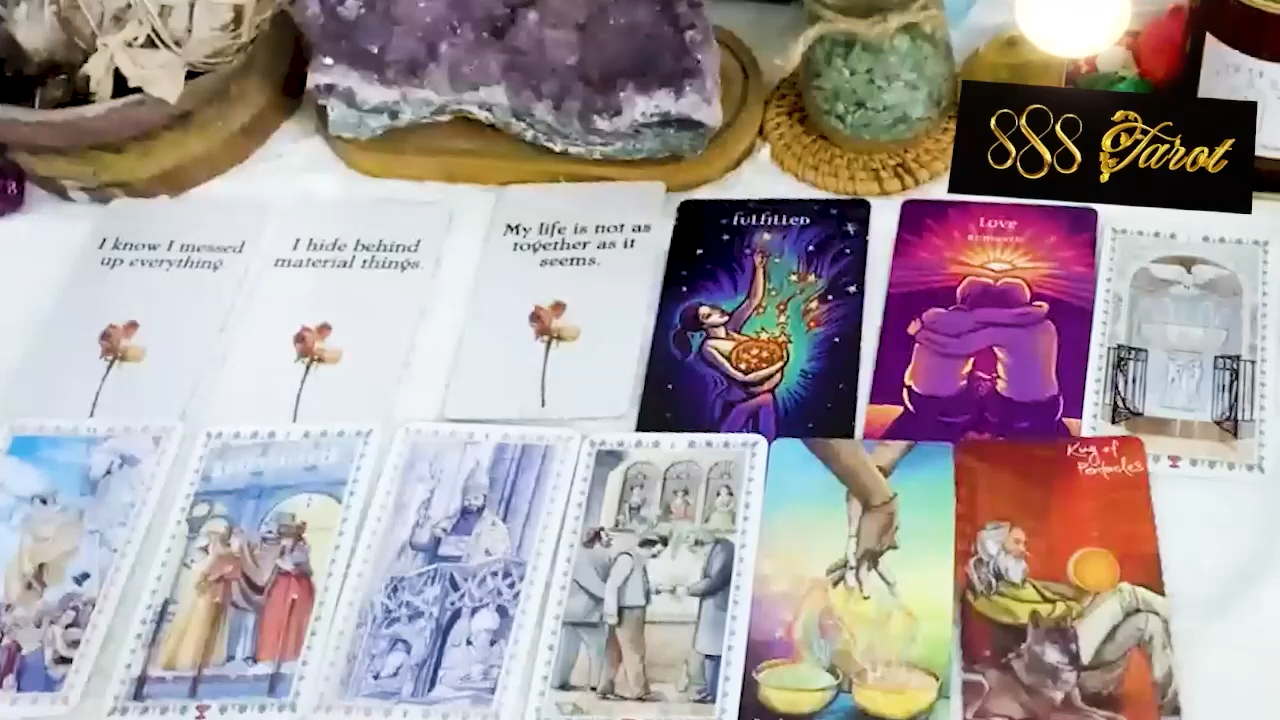 888 Tarot
I know I messed
up everything.
I hide behind
material things.
My life is not as
together as it
seems.
fulfilled
Love
Romantic
King of
Pentacles